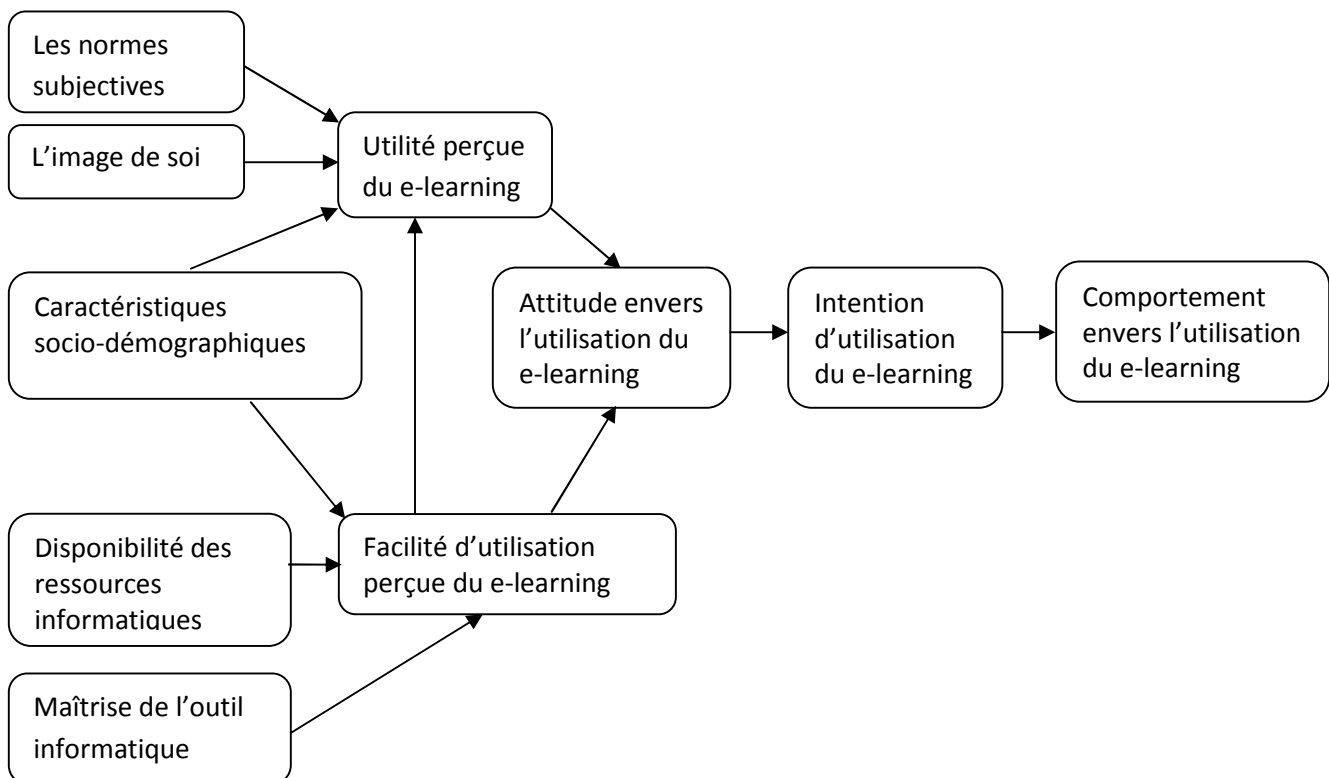 Les normes
subjectives
L’image de soi
Utilité perçue
du e-learning
Caractéristiques
socio-démographiques
Attitude envers
l’utilisation du
e-learning
Intention
d’utilisation
du e-learning
Comportement
envers l’utilisation
du e-learning
Disponibilité des
ressources
informatiques
Facilité d’utilisation
perçue du e-learning
Maîtrise de l’outil
informatique